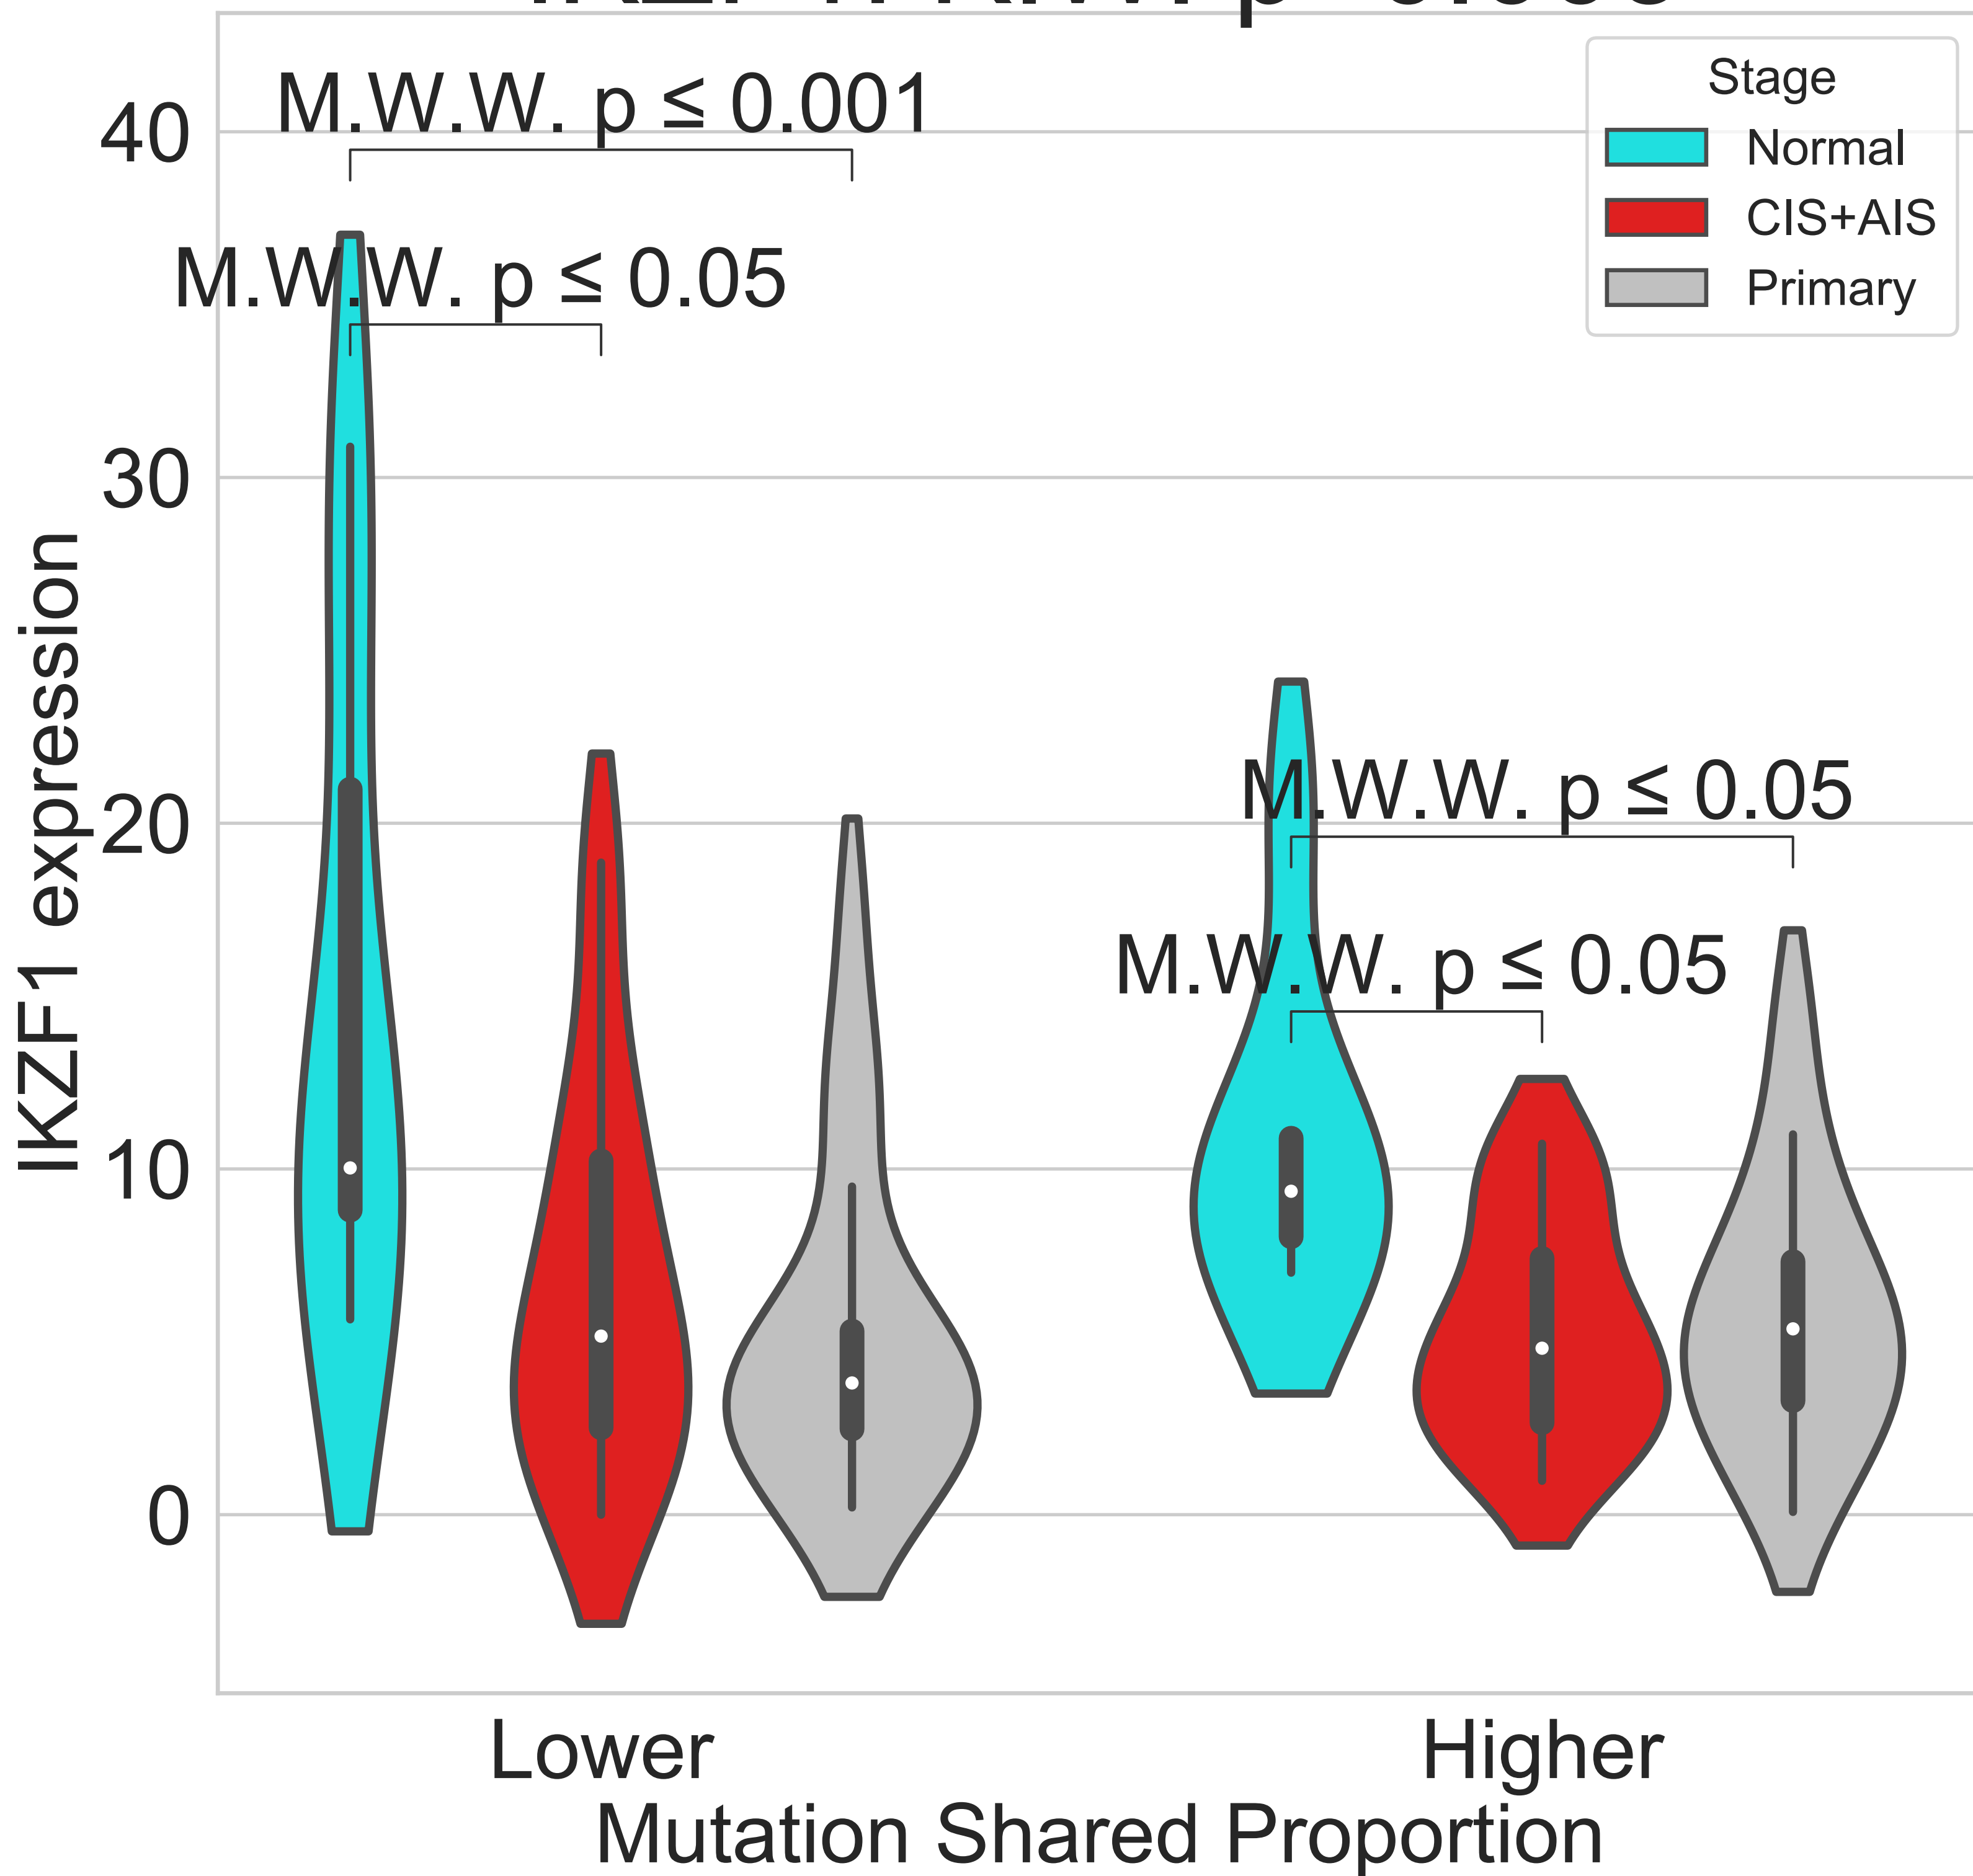 M.W.W. p ≤ 0.001
M.W.W. p ≤ 0.05
M.W.W. p ≤ 0.05
M.W.W. p ≤ 0.05
Stage
Normal
CIS+AIS
Primary
40
30
20
10
0
IKZF1 expression
Lower
Higher
Mutation Shared Proportion